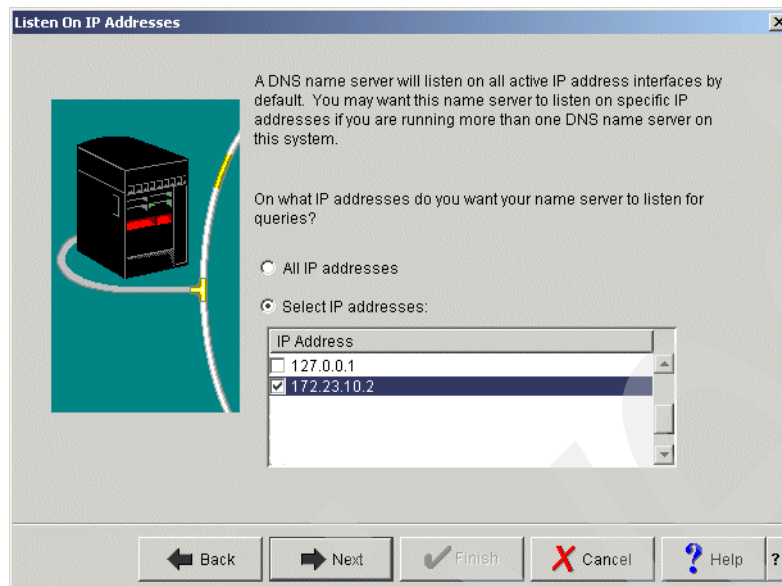 Listen On IP Addresses
A DNS name server will listen on all active IP address interfaces by
default. You may want this name server to listen on specific IP
addresses if you are running more than one DNS name server on
this system.
On what IP addresses do you want your name server to listen for
queries?
All IP addresses
Select IP addresses:
IP Address
127.0.0.1
172.23.10.2
Back Next Finish Cancel ? Help ?